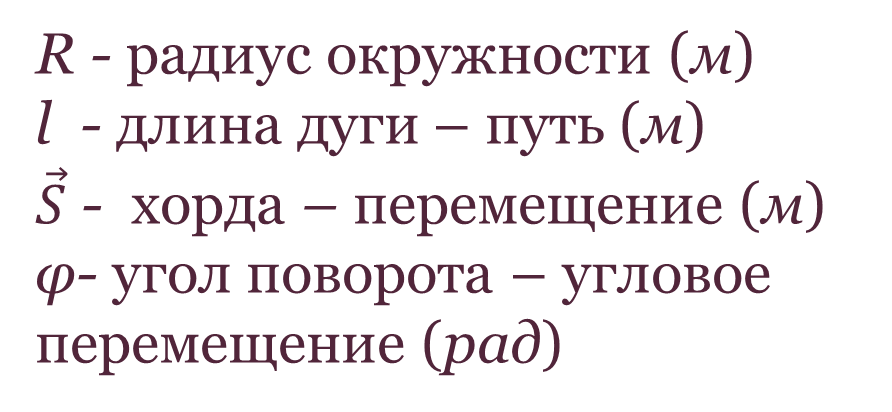 R - радиус окружности (м)
l - длина дуги – путь (м)
S⃗ - хорда – перемещение (м)
φ- угол поворота – угловое
перемещение (рад)